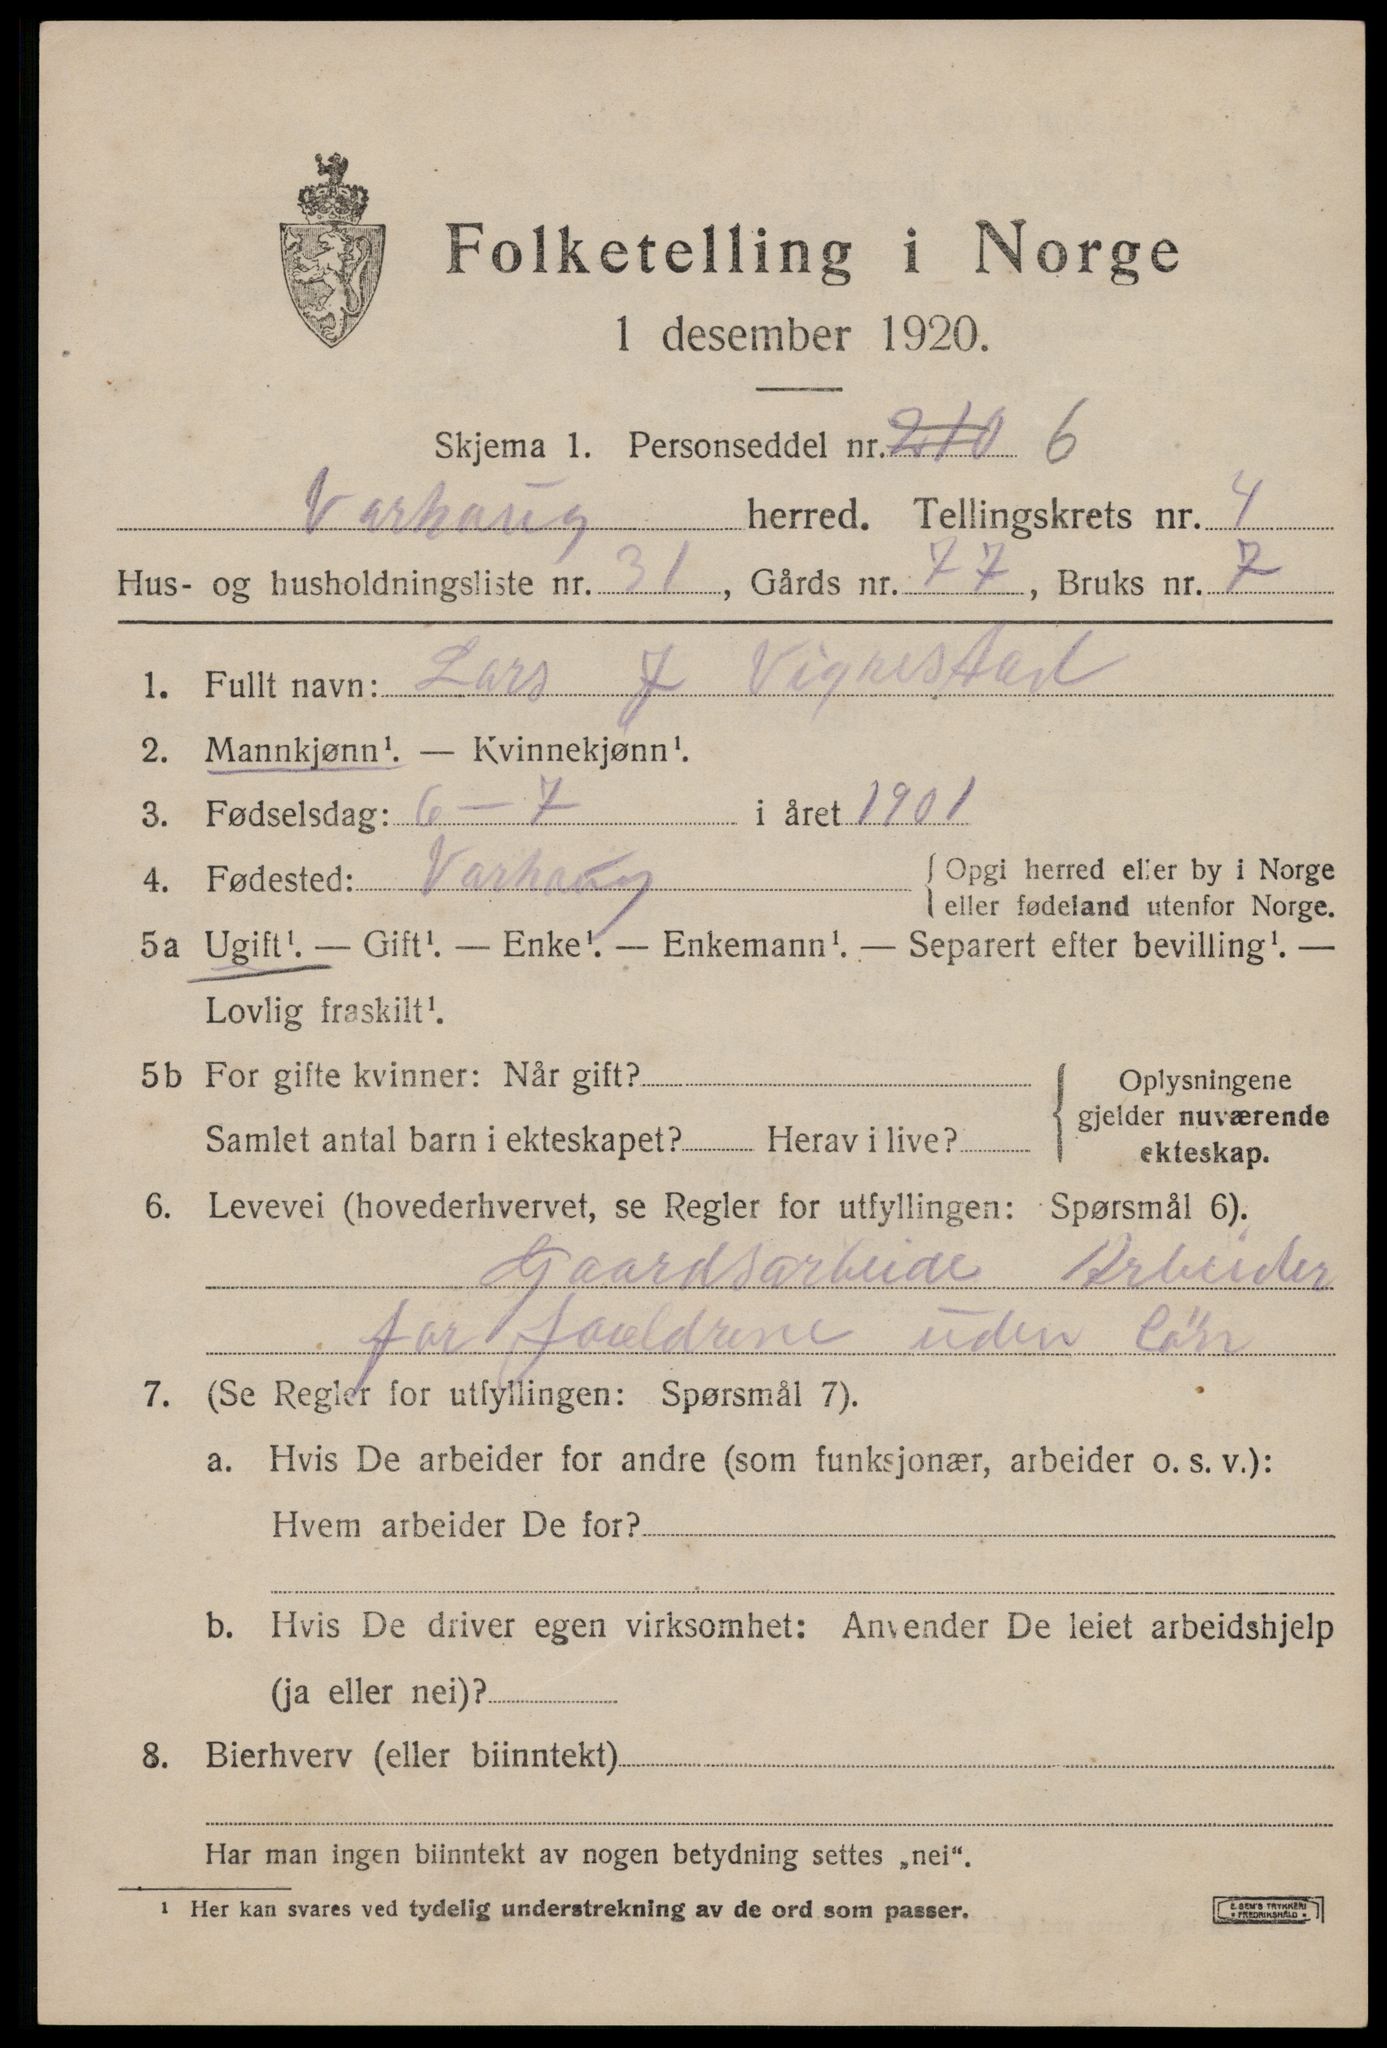 Folketelling i Norge
1 desember 1920.
Skjema 1. Personseddel nr. 210 6
Varhaug herred. Tellingskrets nr. 4
Hus- og husholdningsliste nr. 31, Gårds nr. 77, Bruks nr. 7
1. Fullt navn: Lars J Vignestad
2. Mannkjønn¹. — Kvinnekjønn¹.
3. Fødselsdag: 6 – 7 i året 1901
4. Fødested: Varhaug { Opgi herred eller by i Norge
eller fødeland utenfor Norge.
5a Ugift¹. — Gift¹. — Enke¹. — Enkemann¹. — Separert efter bevilling¹. —
Lovlig fraskilt¹.
5b For gifte kvinner: Når gift? { Oplysningene
gjelder nuværende
Samlet antal barn i ekteskapet? Herav i live? ekteskap.
6. Levevei (hovederhvervet, se Regler for utfyllingen: Spørsmål 6).
Gaardsarbeide Arbeider
for forældrene uden lön
7. (Se Regler for utfyllingen: Spørsmål 7).
a. Hvis De arbeider for andre (som funksjonær, arbeider o. s. v.):
Hvem arbeider De for?
b. Hvis De driver egen virksomhet: Anvender De leiet arbeidshjelp
(ja eller nei)?
8. Bierhverv (eller biinntekt)
Har man ingen biinntekt av nogen betydning settes „nei“.
¹ Her kan svares ved tydelig understrekning av de ord som passer.
E. SEM'S TRYKKERI
• FREDRIKSHALD •